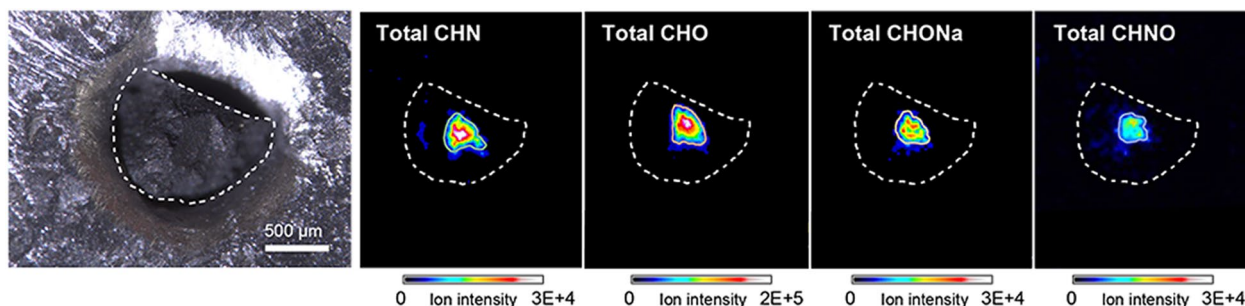 Total CHN Total CHO Total CHONa Total CHNO
500 µm
0 Ion intensity 3E+4 0 Ion intensity 2E+5 0 Ion intensity 3E+4 0 Ion intensity 3E+4